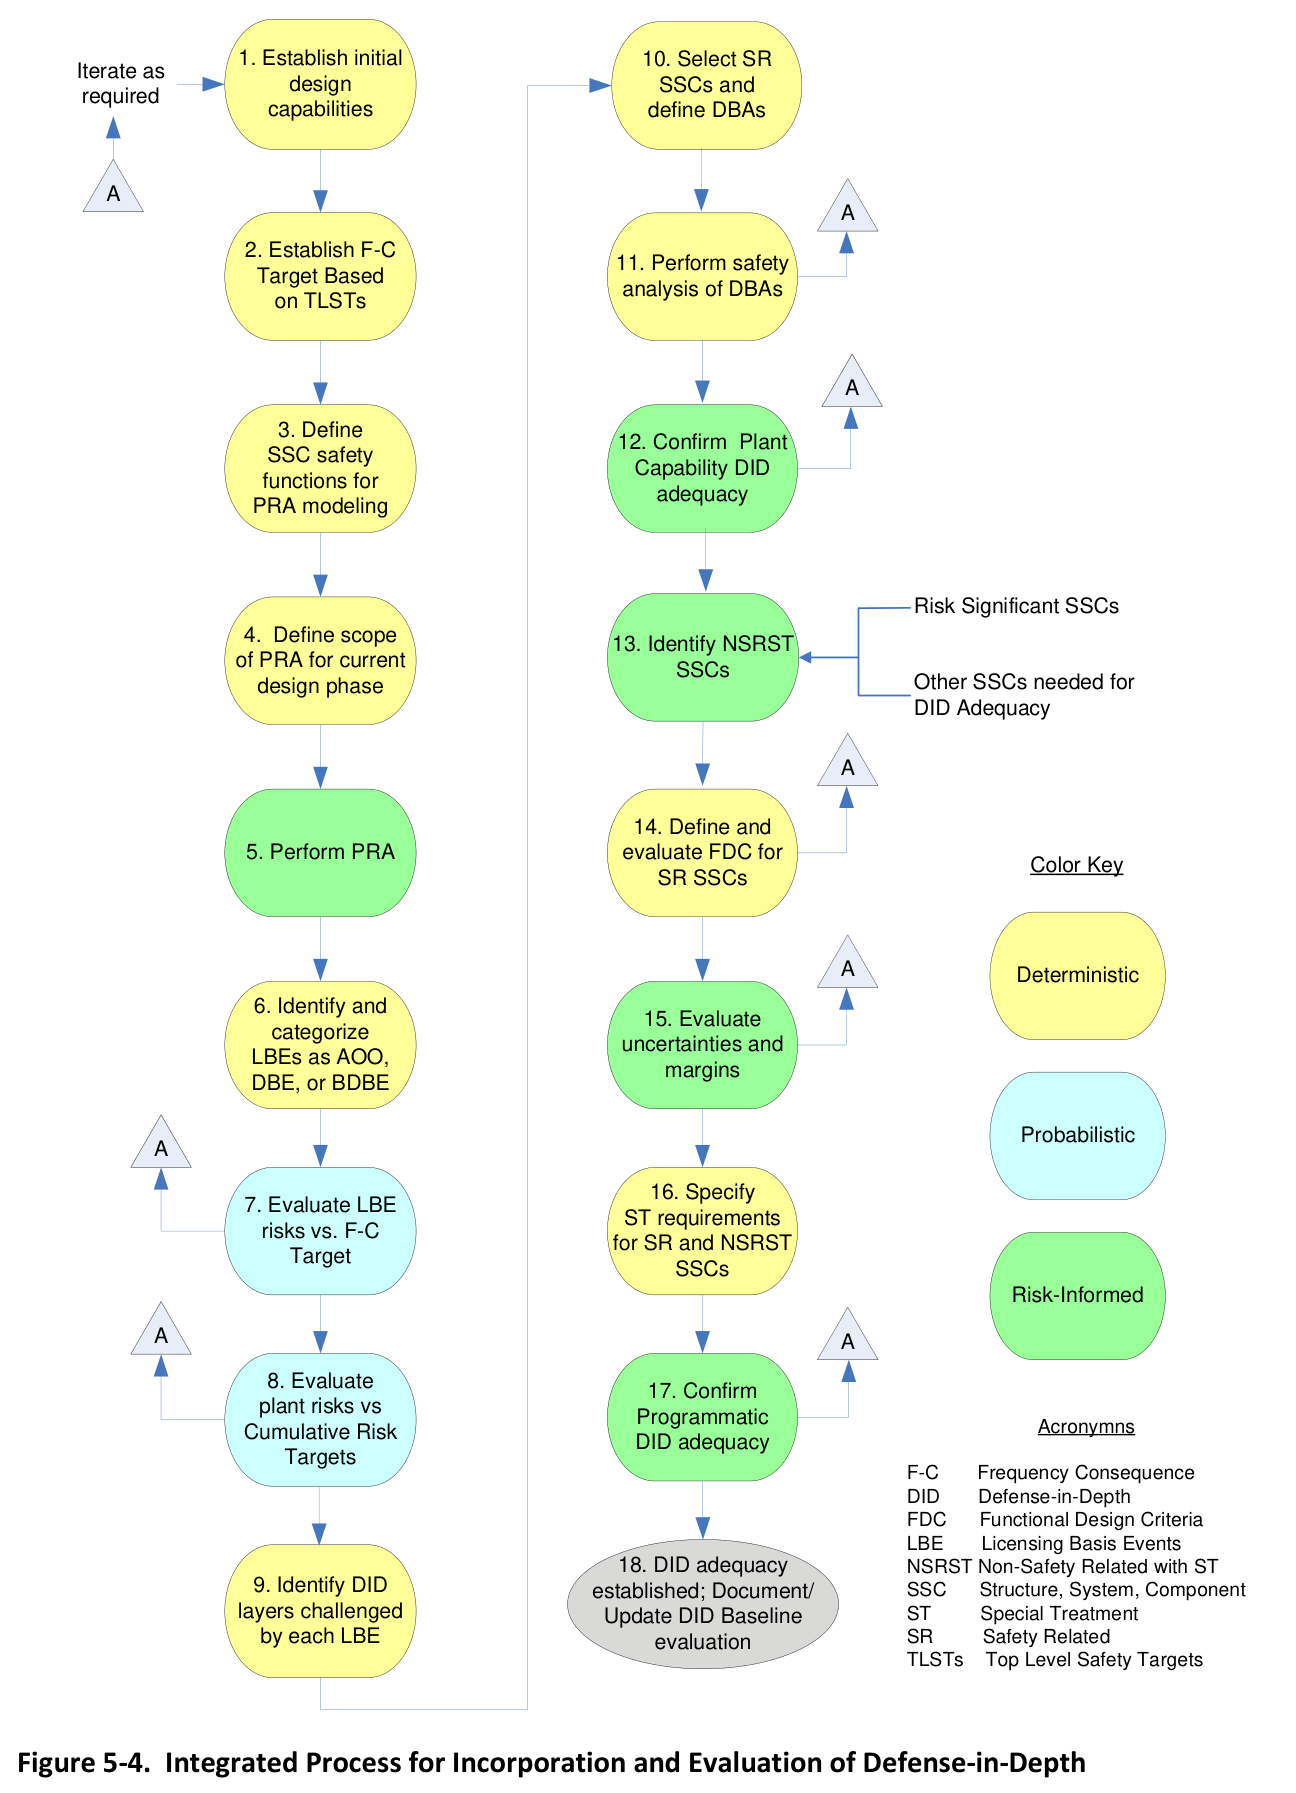 Iterate as
required
A
1. Establish initial
design
capabilities
2. Establish F-C
Target Based
on TLSTs
3. Define
SSC safety
functions for
PRA modeling
4. Define scope
of PRA for current
design phase
5. Perform PRA
6. Identify and
categorize
LBEs as AOO,
DBE, or BDBE
A
7. Evaluate LBE
risks vs. F-C
Target
A
8. Evaluate
plant risks vs
Cumulative Risk
Targets
9. Identify DID
layers challenged
by each LBE
10. Select SR
SSCs and
define DBAs
A
11. Perform safety
analysis of DBAs
A
12. Confirm Plant
Capability DID
adequacy
13. Identify NSRST
SSCs
Risk Significant SSCs
Other SSCs needed for
DID Adequacy
A
14. Define and
evaluate FDC for
SR SSCs
A
15. Evaluate
uncertainties and
margins
16. Specify
ST requirements
for SR and NSRST
SSCs
A
17. Confirm
Programmatic
DID adequacy
18. DID adequacy
established; Document/
Update DID Baseline
evaluation
Color Key
Deterministic
Probabilistic
Risk-Informed
Acronymns
F-C Frequency Consequence
DID Defense-in-Depth
FDC Functional Design Criteria
LBE Licensing Basis Events
NSRST Non-Safety Related with ST
SSC Structure, System, Component
ST Special Treatment
SR Safety Related
TLSTs Top Level Safety Targets
Figure 5-4. Integrated Process for Incorporation and Evaluation of Defense-in-Depth